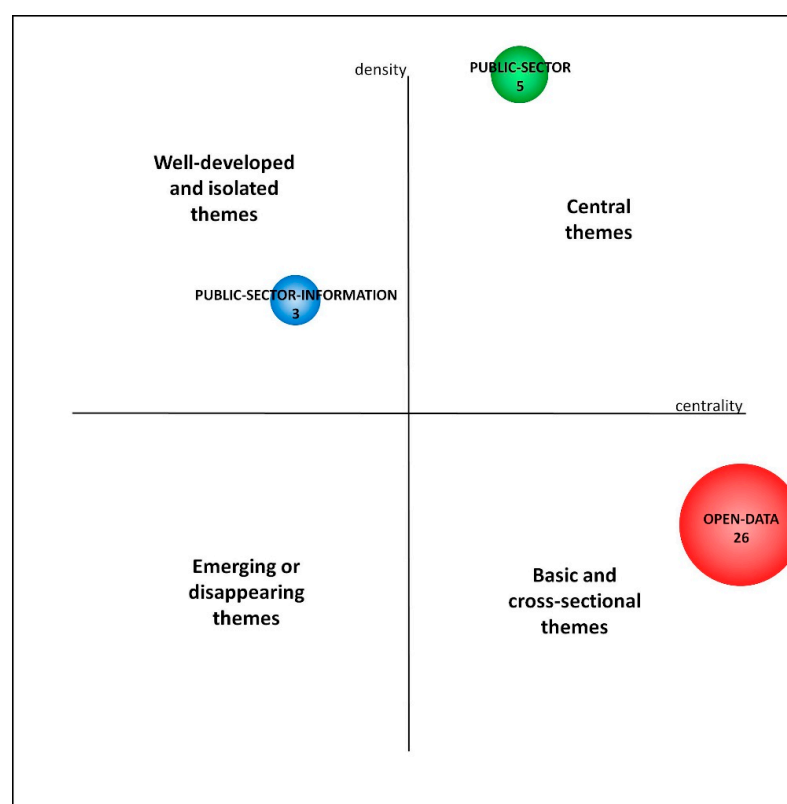 density
PUBLIC-SECTOR
5
Well-developed
and isolated
themes
Central
themes
PUBLIC-SECTOR-INFORMATION
3
centrality
OPEN-DATA
26
Emerging or
disappearing
themes
Basic and
cross-sectional
themes